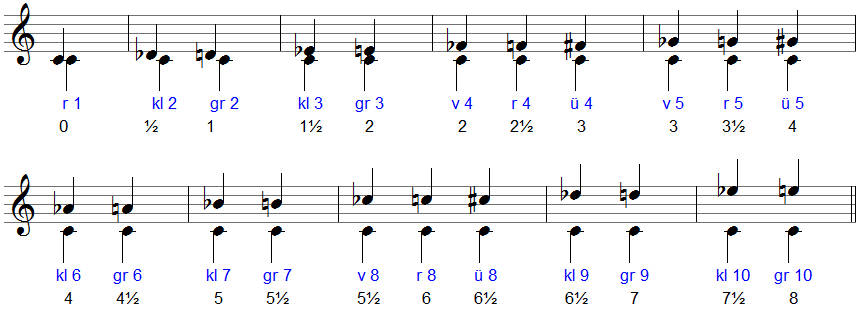 r 1 kl 2 gr 2 kl 3 gr 3 v 4 r 4 ü 4 v 5 r 5 ü 5
0 ½ 1 1½ 2 2 2½ 3 3 3½ 4
kl 6 gr 6 kl 7 gr 7 v 8 r 8 ü 8 kl 9 gr 9 kl 10 gr 10
4 4½ 5 5½ 5½ 6 6½ 6½ 7 7½ 8